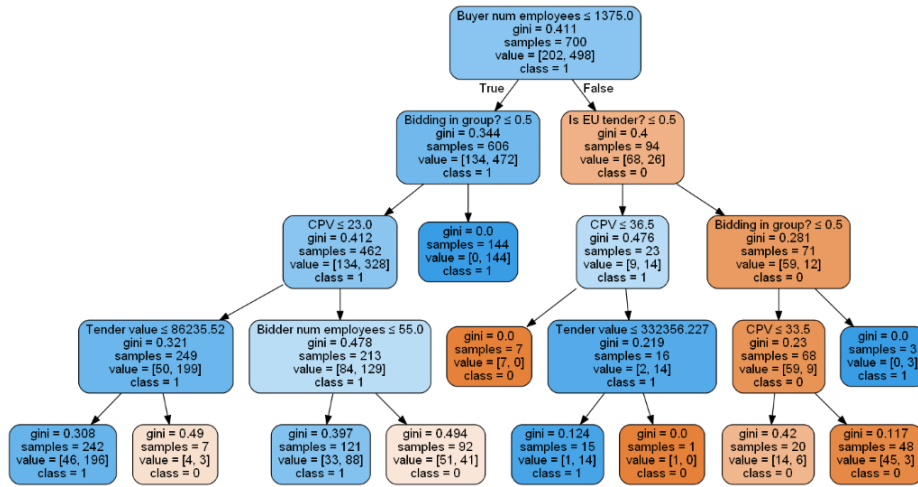 Buyer num employees ≤ 1375.0
gini = 0.411
samples = 700
value = [202, 498]
class = 1
True
False
Bidding in group? ≤ 0.5
gini = 0.344
samples = 606
value = [134, 472]
class = 1
Is EU tender? ≤ 0.5
gini = 0.4
samples = 94
value = [68, 26]
class = 0
CPV ≤ 23.0
gini = 0.412
samples = 462
value = [134, 328]
class = 1
gini = 0.0
samples = 144
value = [0, 144]
class = 1
CPV ≤ 36.5
gini = 0.476
samples = 23
value = [9, 14]
class = 1
Bidding in group? ≤ 0.5
gini = 0.281
samples = 71
value = [59, 12]
class = 0
Tender value ≤ 86235.52
gini = 0.321
samples = 249
value = [50, 199]
class = 1
Bidder num employees ≤ 55.0
gini = 0.478
samples = 213
value = [84, 129]
class = 1
gini = 0.0
samples = 7
value = [7, 0]
class = 0
Tender value ≤ 332356.227
gini = 0.219
samples = 16
value = [2, 14]
class = 1
CPV ≤ 33.5
gini = 0.23
samples = 68
value = [59, 9]
class = 0
gini = 0.0
samples = 3
value = [0, 3]
class = 1
gini = 0.308
samples = 242
value = [46, 196]
class = 1
gini = 0.49
samples = 7
value = [4, 3]
class = 0
gini = 0.397
samples = 121
value = [33, 88]
class = 1
gini = 0.494
samples = 92
value = [51, 41]
class = 0
gini = 0.124
samples = 15
value = [1, 14]
class = 1
gini = 0.0
samples = 1
value = [1, 0]
class = 0
gini = 0.42
samples = 20
value = [14, 6]
class = 0
gini = 0.117
samples = 48
value = [45, 3]
class = 0